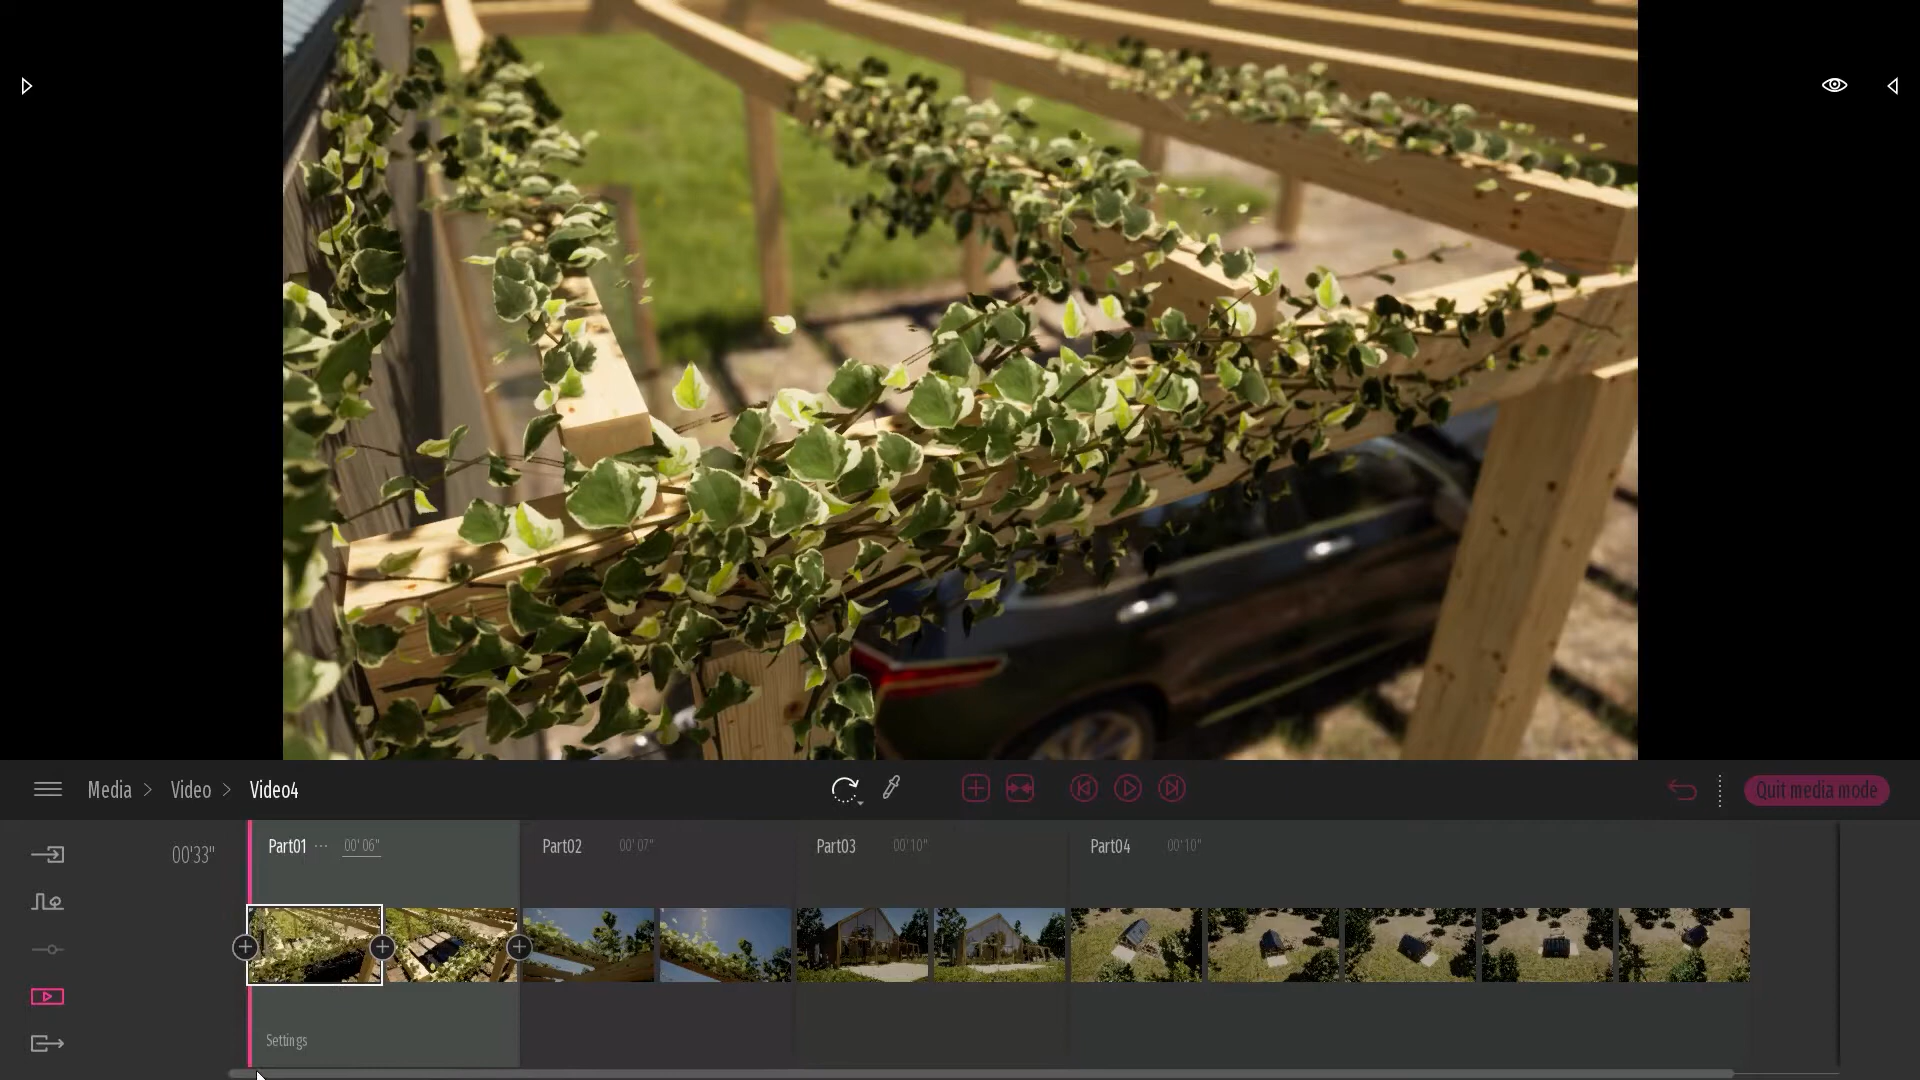 Media > Video > Video4
Quit media mode
00'33"
Part01 ··· 00' 06"
Part02 00' 07"
Part03 00' 10"
Part04 00' 10"
Settings